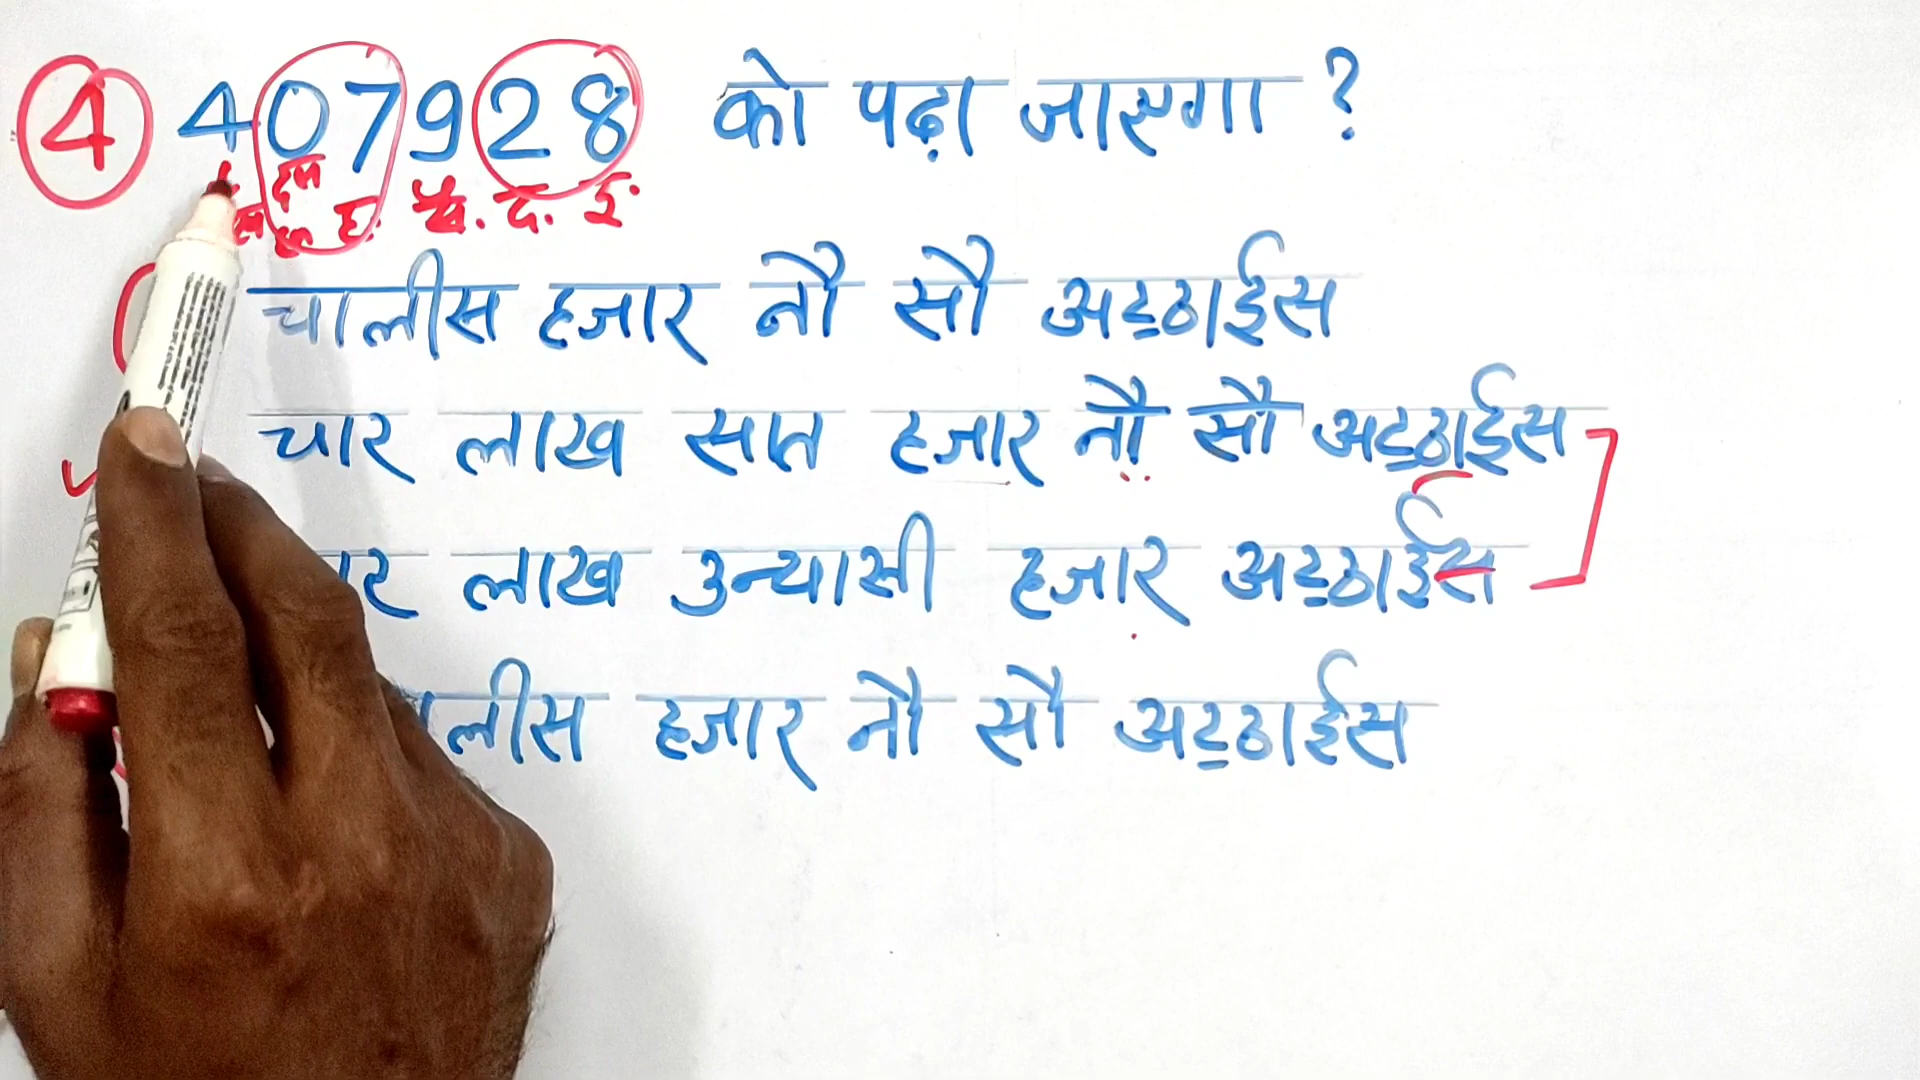 4 407928 को पढ़ा जाएगा ?
ह. सै. द. इ.
चालीस हजार नौ सौ अट्ठाईस
चार लाख सात हजार नौ सौ अट्ठाईस
लाख उन्यासी हजार अट्ठाईस
हजार नौ सौ अट्ठाईस